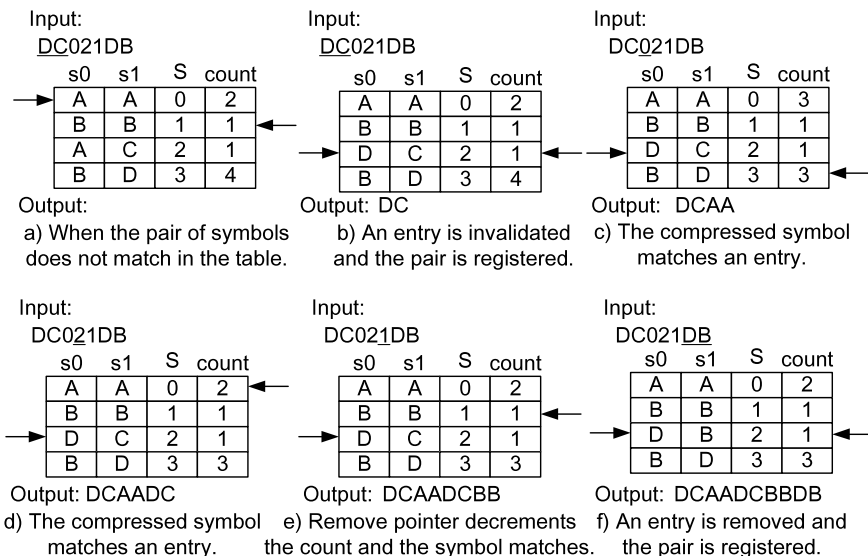 Input:
DC021DB
s0 s1 S count
A A 0 2
B B 1 1
A C 2 1
B D 3 4
Output:
a) When the pair of symbols
does not match in the table.
Input:
DC021DB
s0 s1 S count
A A 0 2
B B 1 1
D C 2 1
B D 3 4
Output: DC
b) An entry is invalidated
and the pair is registered.
Input:
DC021DB
s0 s1 S count
A A 0 3
B B 1 1
D C 2 1
B D 3 3
Output: DCAA
c) The compressed symbol
matches an entry.
Input:
DC021DB
s0 s1 S count
A A 0 2
B B 1 1
D C 2 1
B D 3 3
Output: DCAADC
d) The compressed symbol
matches an entry.
Input:
DC021DB
s0 s1 S count
A A 0 2
B B 1 1
D C 2 1
B D 3 3
Output: DCAADCBB
e) Remove pointer decrements
the count and the symbol matches.
Input:
DC021DB
s0 s1 S count
A A 0 2
B B 1 1
D B 2 1
B D 3 3
Output: DCAADCBBDB
f) An entry is removed and
the pair is registered.